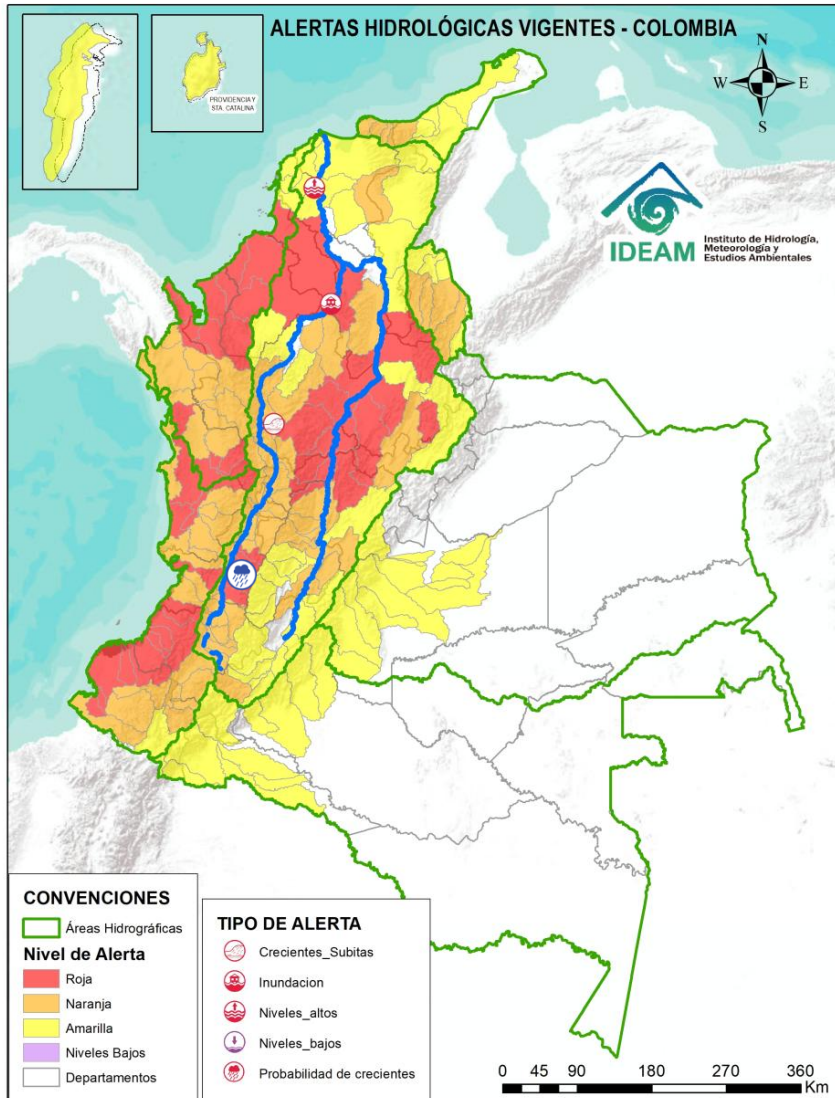 ALERTAS HIDROLÓGICAS VIGENTES - COLOMBIA
PROVIDENCIA Y
STA. CATALINA
N
W
E
S
IDEAM
Instituto de Hidrología,
Meteorología y
Estudios Ambientales
CONVENCIONES
Áreas Hidrográficas
Nivel de Alerta
Roja
Naranja
Amarilla
Niveles Bajos
Departamentos
TIPO DE ALERTA
Crecientes_Subitas
Inundacion
Niveles_altos
Niveles_bajos
Probabilidad de crecientes
0 45 90 180 270 360
Km